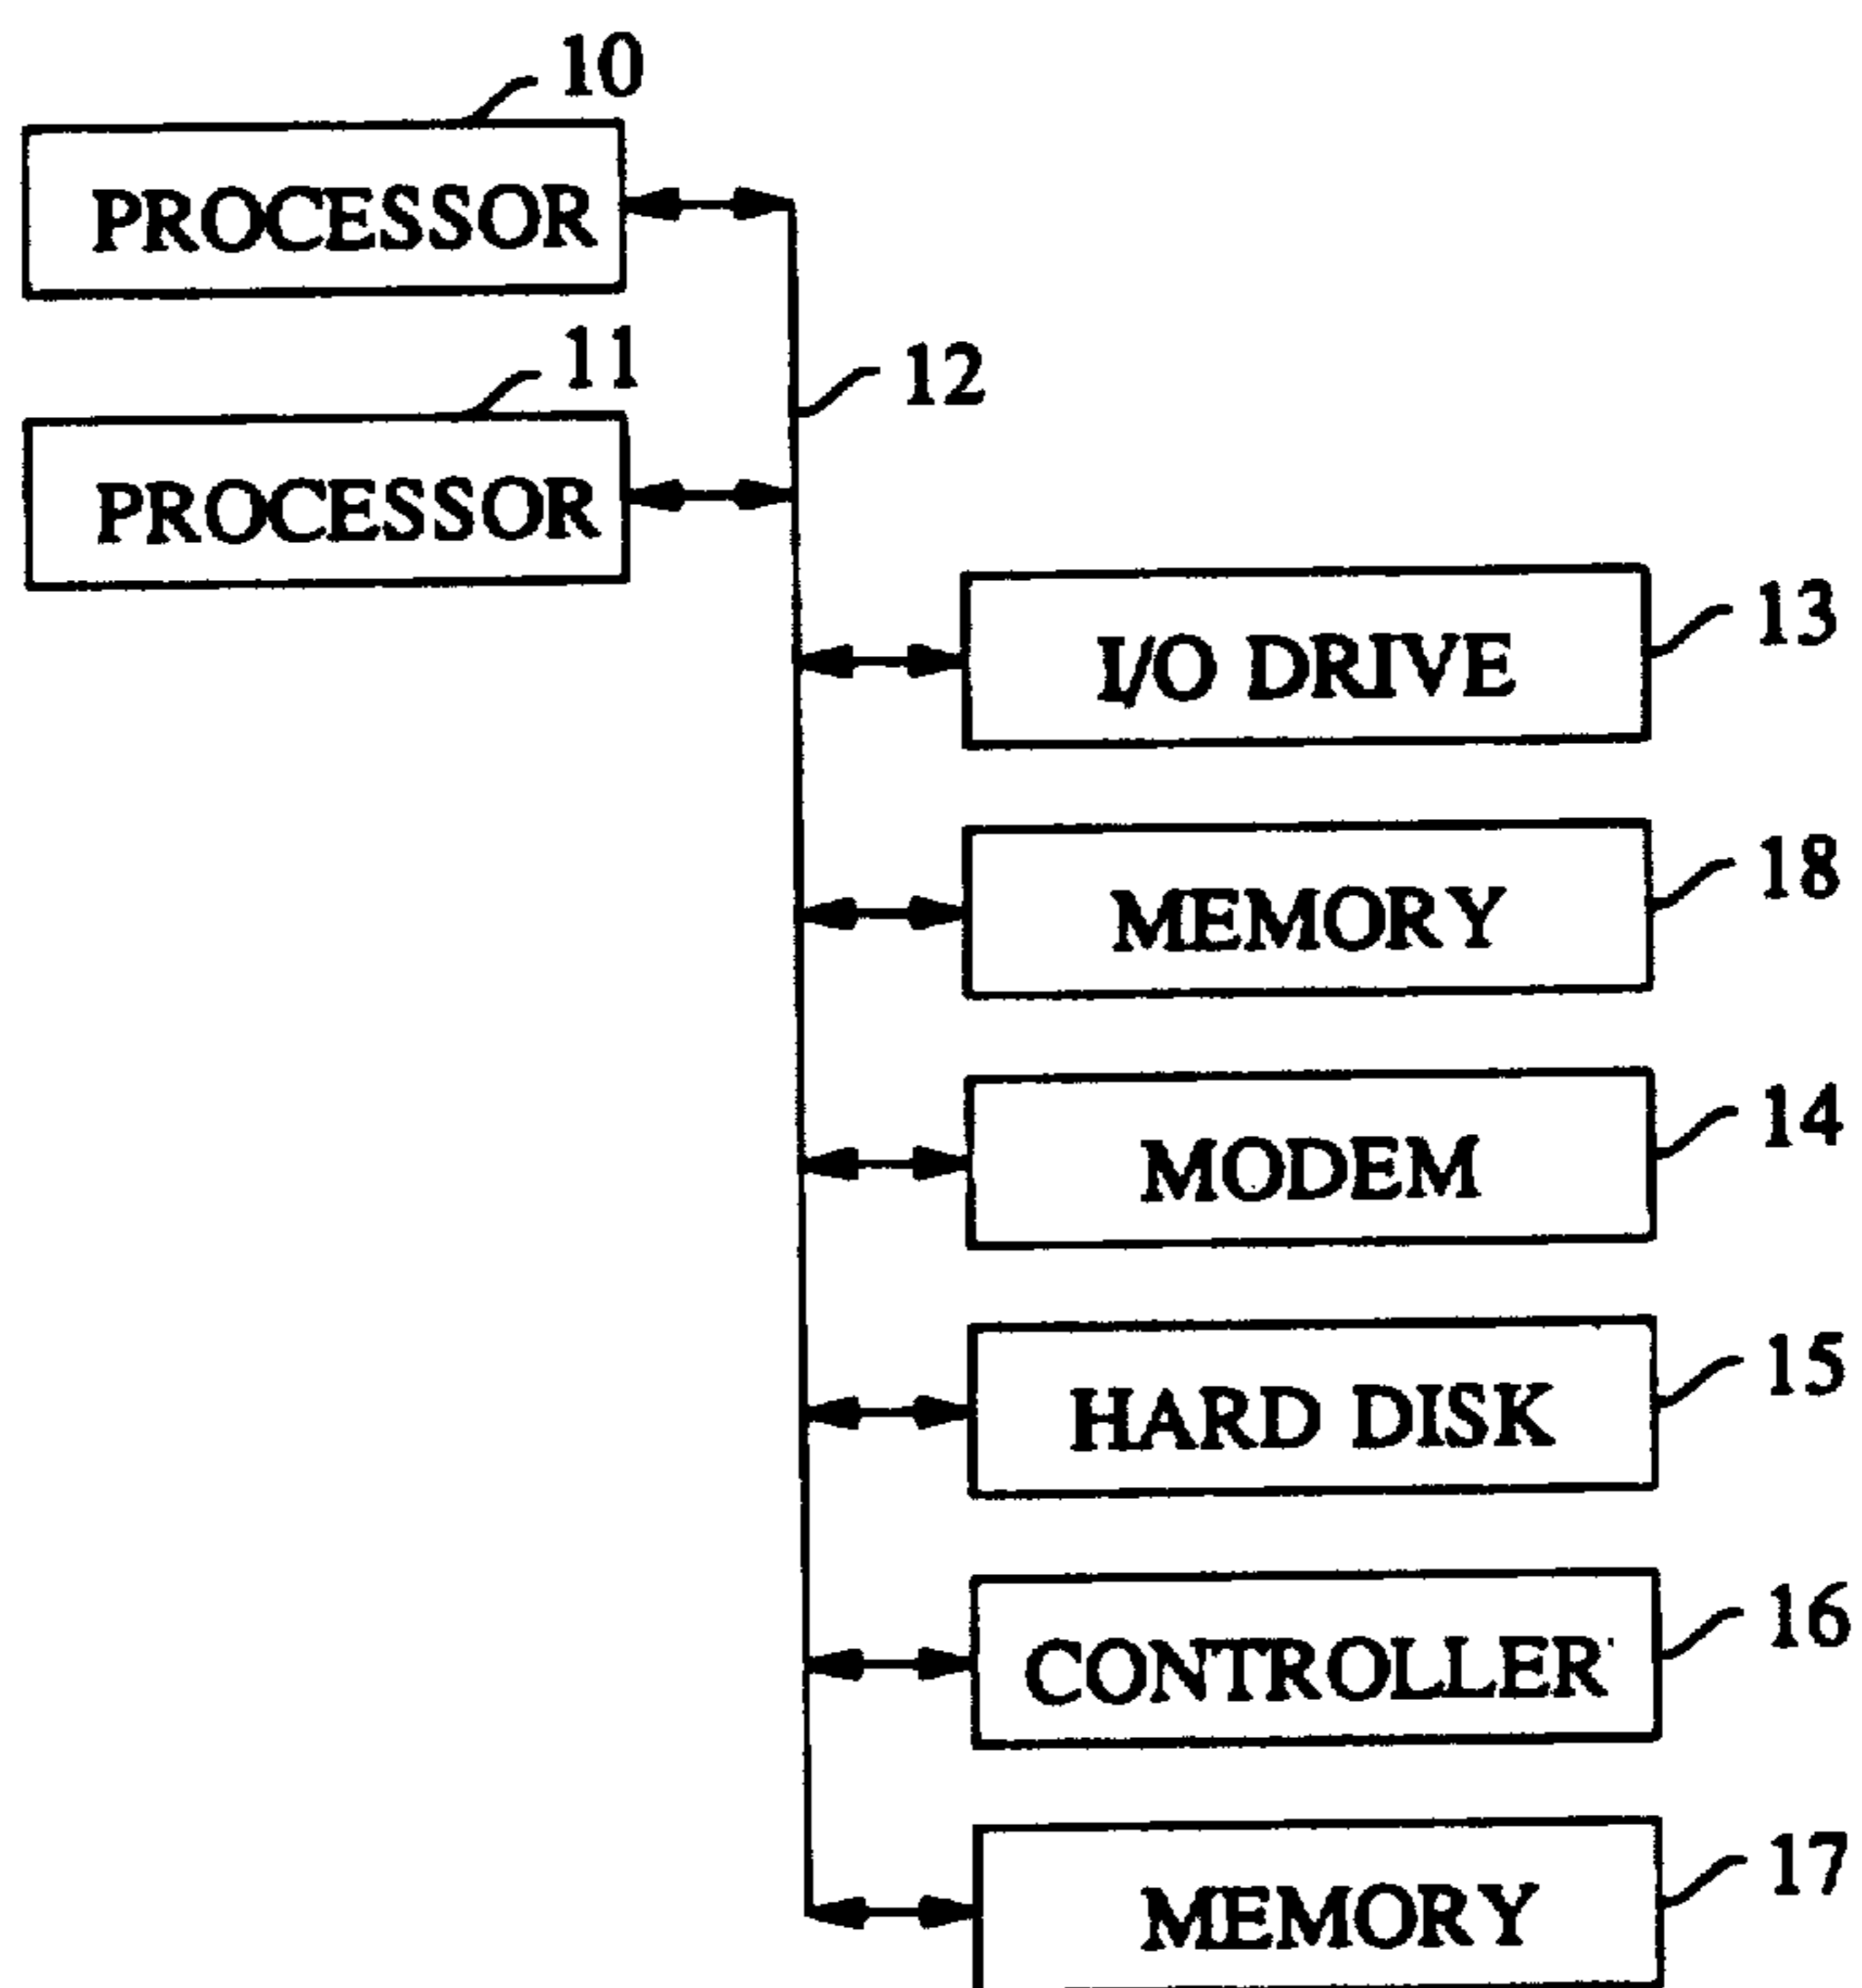 10
PROCESSOR
11
PROCESSOR
12
I/O DRIVE
13
MEMORY
18
MODEM
14
HARD DISK
15
CONTROLLER
16
MEMORY
17